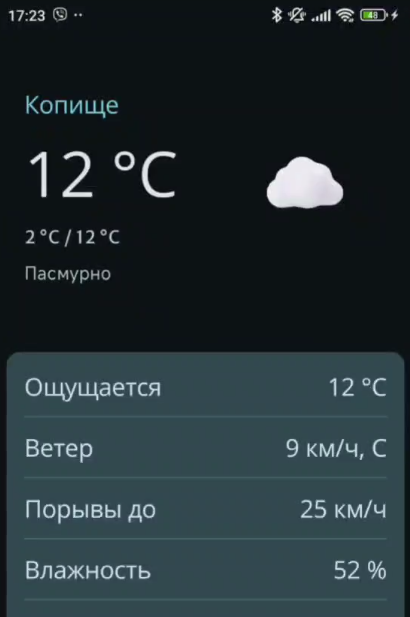 17:23
48
Копище
12 °C
2 °C / 12 °C
Пасмурно
Ощущается 12 °C
Ветер 9 км/ч, С
Порывы до 25 км/ч
Влажность 52 %